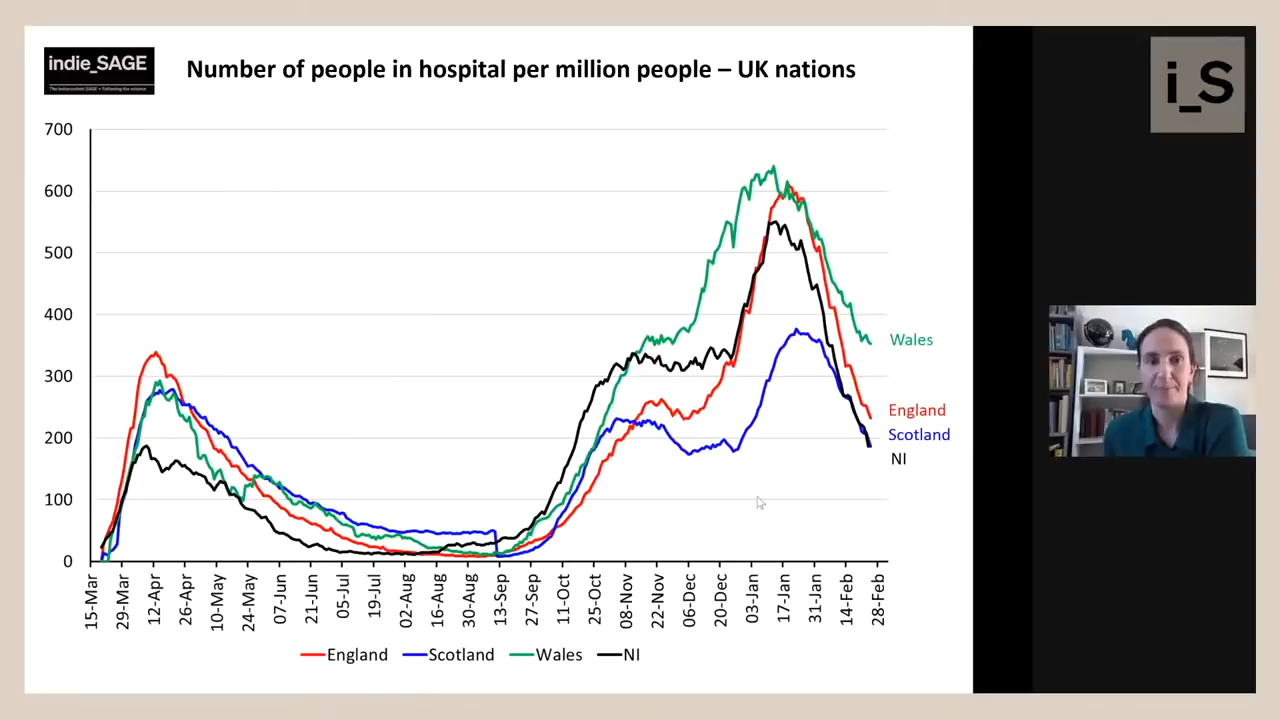 indie_SAGE
The Independent SAGE • Following the science
Number of people in hospital per million people – UK nations
i_S
700
600
500
400
300
200
100
0
Wales
England
Scotland
NI
15-Mar
29-Mar
12-Apr
26-Apr
10-May
24-May
07-Jun
21-Jun
05-Jul
19-Jul
02-Aug
16-Aug
30-Aug
13-Sep
27-Sep
11-Oct
25-Oct
08-Nov
22-Nov
06-Dec
20-Dec
03-Jan
17-Jan
31-Jan
14-Feb
28-Feb
England Scotland Wales NI